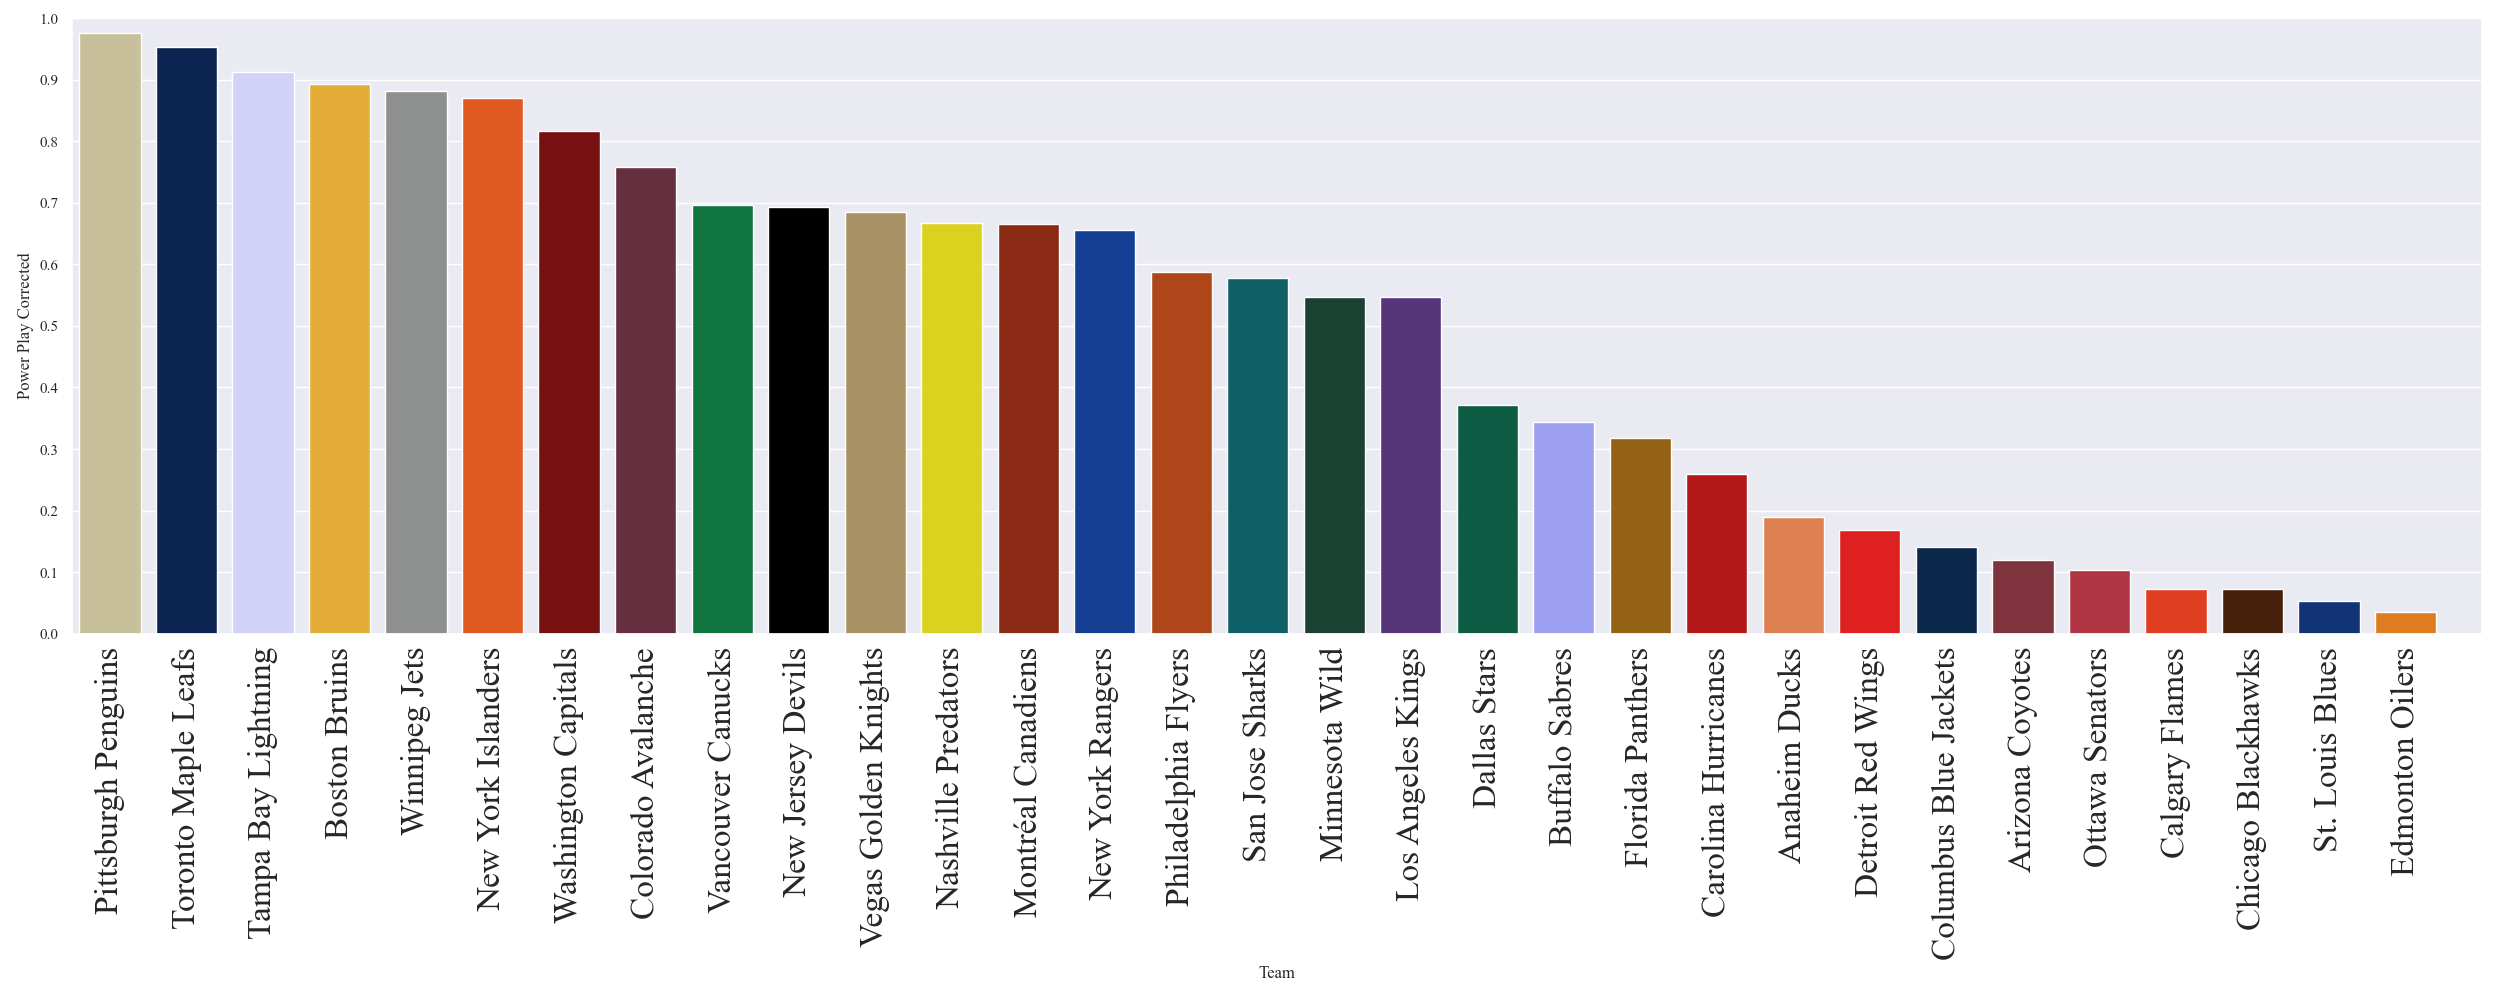 1.0
0.9
0.8
0.7
0.6
0.5
0.4
0.3
0.2
0.1
0.0
Power Play Corrected
Pittsburgh Penguins
Toronto Maple Leafs
Tampa Bay Lightning
Boston Bruins
Winnipeg Jets
New York Islanders
Washington Capitals
Colorado Avalanche
Vancouver Canucks
New Jersey Devils
Vegas Golden Knights
Nashville Predators
Montréal Canadiens
New York Rangers
Philadelphia Flyers
San Jose Sharks
Minnesota Wild
Los Angeles Kings
Dallas Stars
Buffalo Sabres
Florida Panthers
Carolina Hurricanes
Anaheim Ducks
Detroit Red Wings
Columbus Blue Jackets
Arizona Coyotes
Ottawa Senators
Calgary Flames
Chicago Blackhawks
St. Louis Blues
Edmonton Oilers
Team